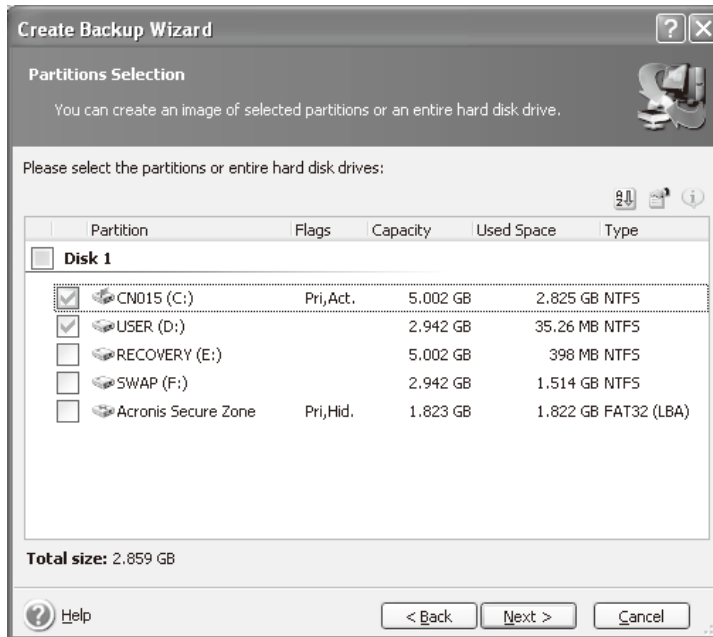 Create Backup Wizard
Partitions Selection
You can create an image of selected partitions or an entire hard disk drive.
Please select the partitions or entire hard disk drives:
Partition Flags Capacity Used Space Type
Disk 1
CN015 (C:) Pri,Act. 5.002 GB 2.825 GB NTFS
USER (D:) 2.942 GB 35.26 MB NTFS
RECOVERY (E:) 5.002 GB 398 MB NTFS
SWAP (F:) 2.942 GB 1.514 GB NTFS
Acronis Secure Zone Pri,Hid. 1.823 GB 1.822 GB FAT32 (LBA)
Total size: 2.859 GB
Help < Back Next > Cancel